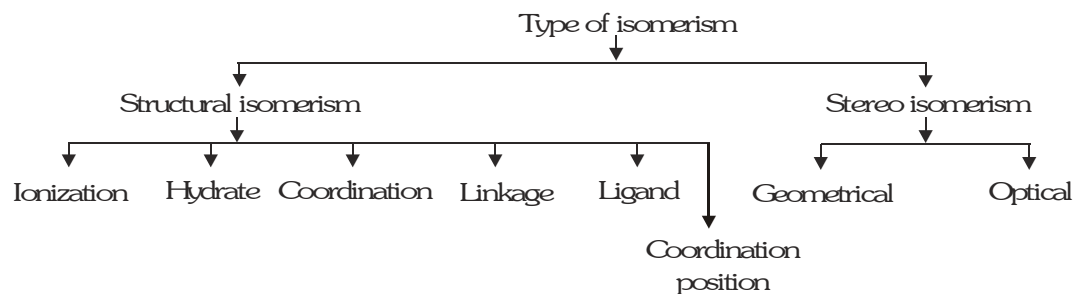 Type of isomerism
Structural isomerism
Stereo isomerism
Ionization
Hydrate
Coordination
Linkage
Ligand
Geometrical
Optical
Coordination
position